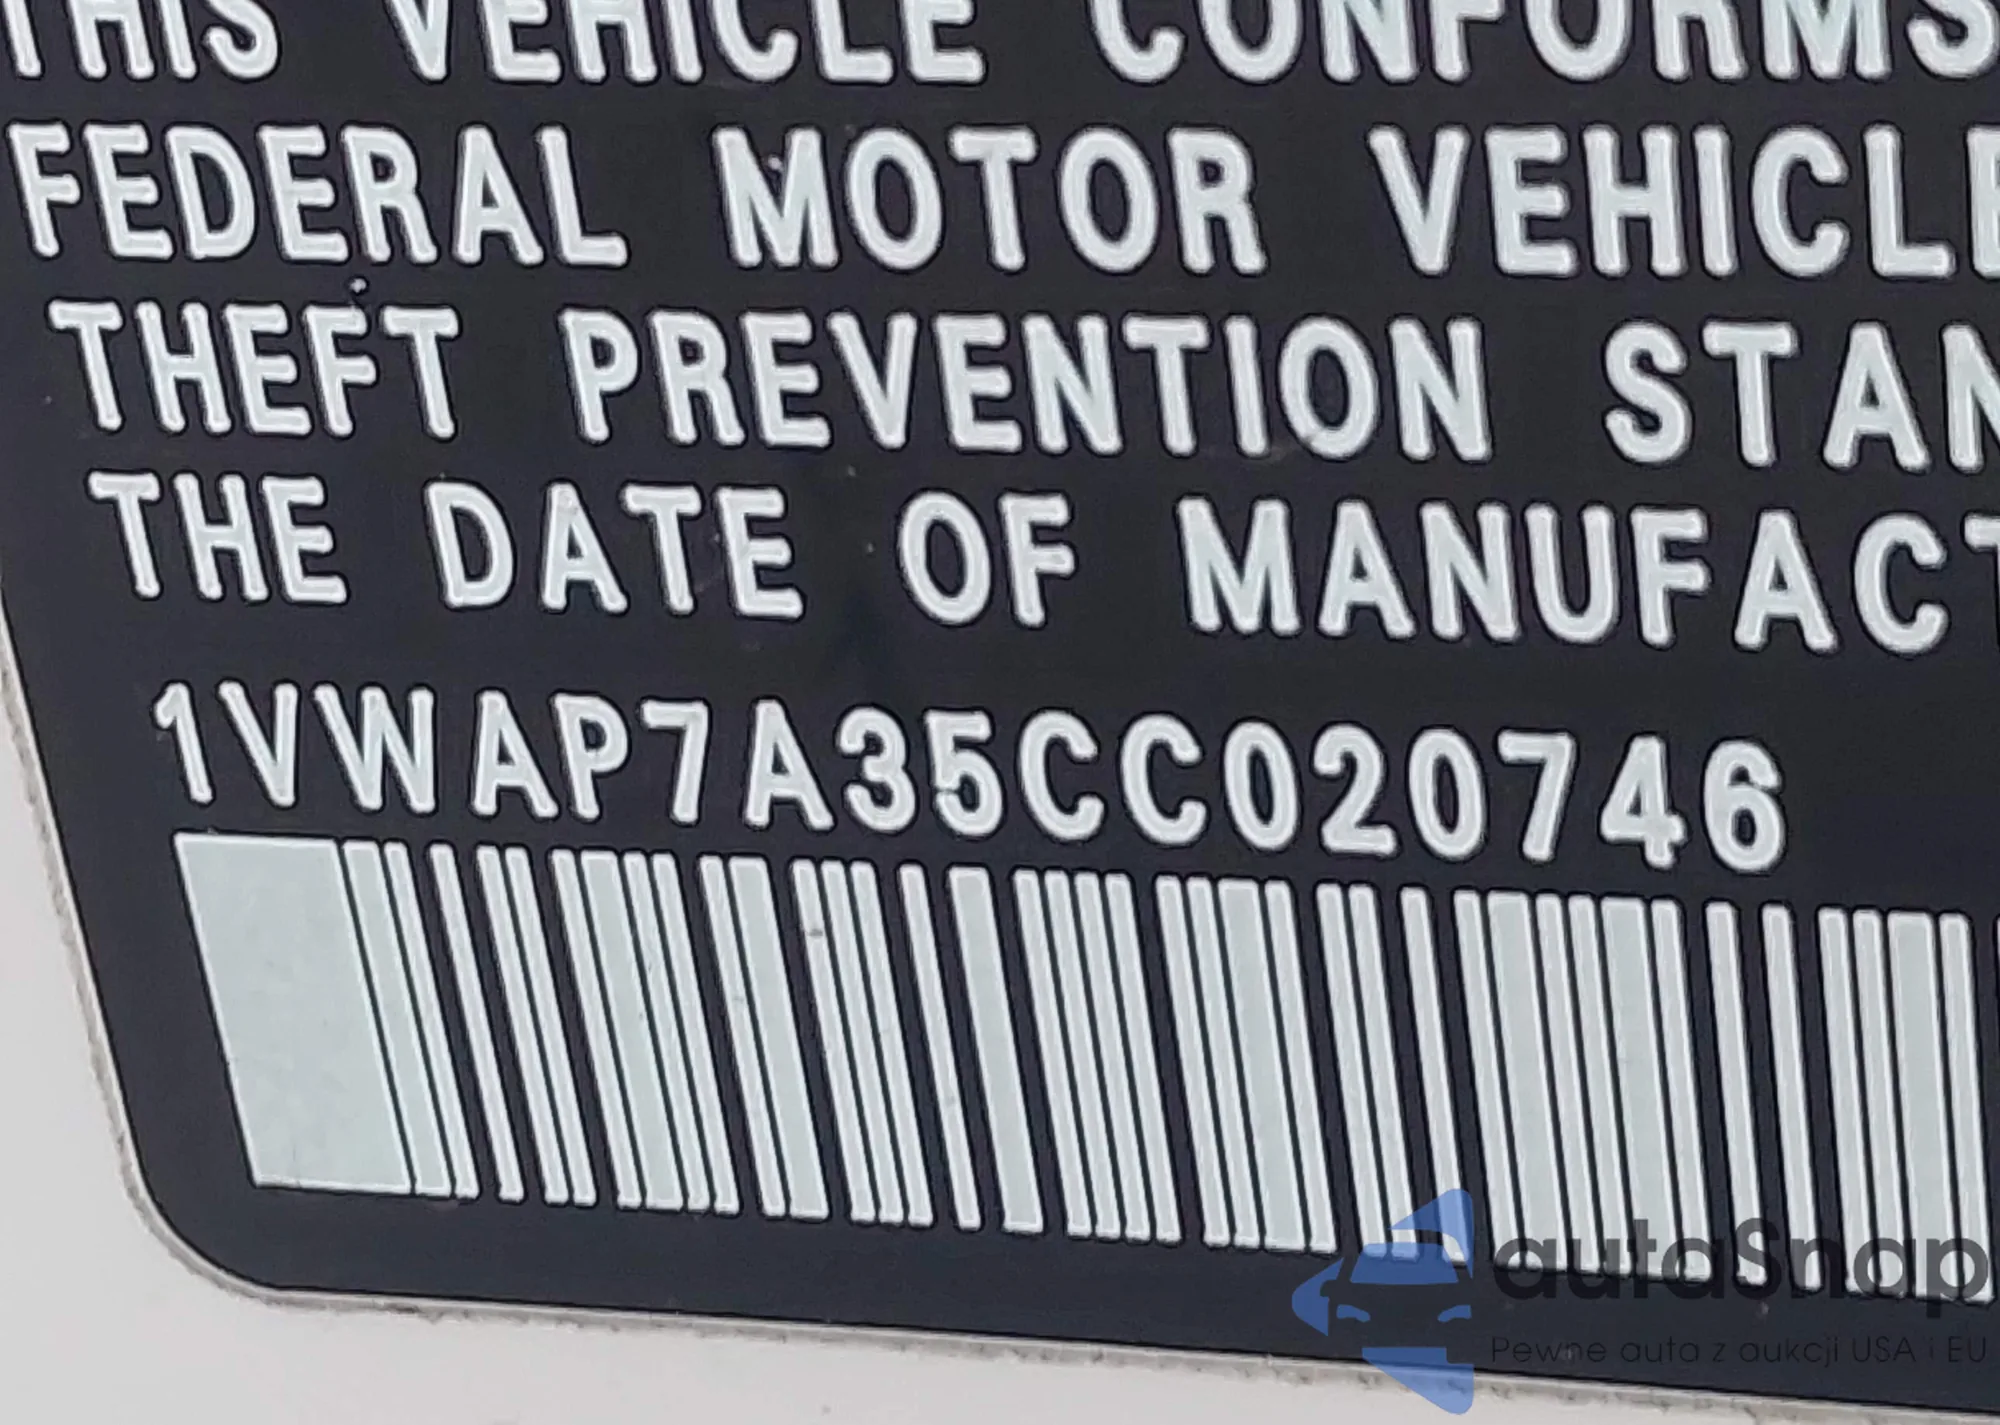 THIS VEHICLE CONFORMS
FEDERAL MOTOR VEHICLE
THEFT PREVENTION STAN
THE DATE OF MANUFACT
1VWAP7A35CC020746
autaSnap
Pewne auta z aukcji USA i EU